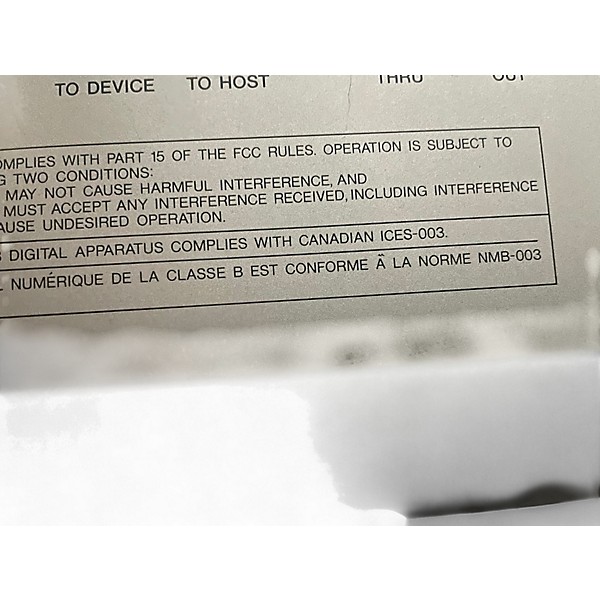 TO DEVICE TO HOST THRU OUT
OMPLIES WITH PART 15 OF THE FCC RULES. OPERATION IS SUBJECT TO
G TWO CONDITIONS:
MAY NOT CAUSE HARMFUL INTERFERENCE, AND
MUST ACCEPT ANY INTERFERENCE RECEIVED, INCLUDING INTERFERENCE
AUSE UNDESIRED OPERATION.
DIGITAL APPARATUS COMPLIES WITH CANADIAN ICES-003.
NUMÉRIQUE DE LA CLASSE B EST CONFORME Ä LA NORME NMB-003